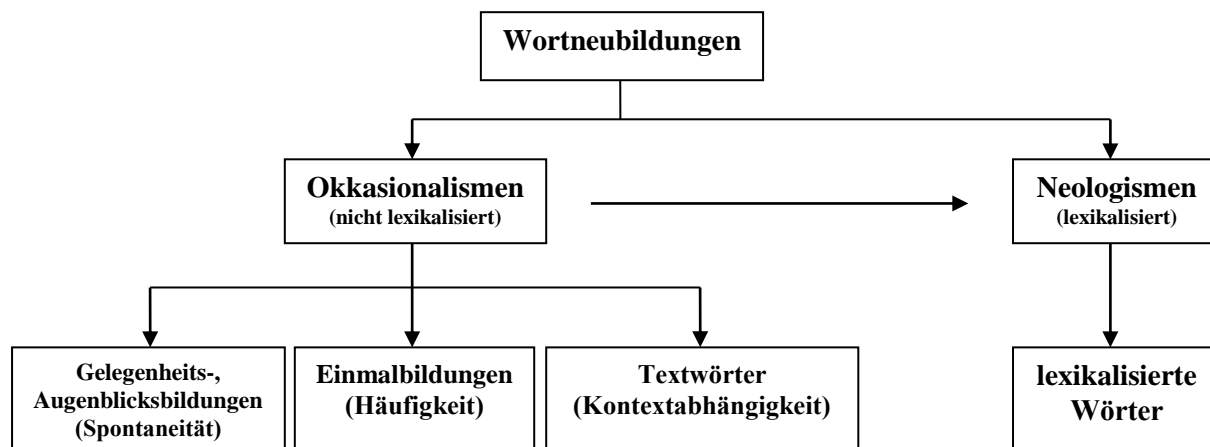 Wortneubildungen
Okkasionalismen
(nicht lexikalisiert)
Neologismen
(lexikalisiert)
Gelegenheits-,
Augenblicksbildungen
(Spontaneität)
Einmalbildungen
(Häufigkeit)
Textwörter
(Kontextabhängigkeit)
lexikalisierte
Wörter